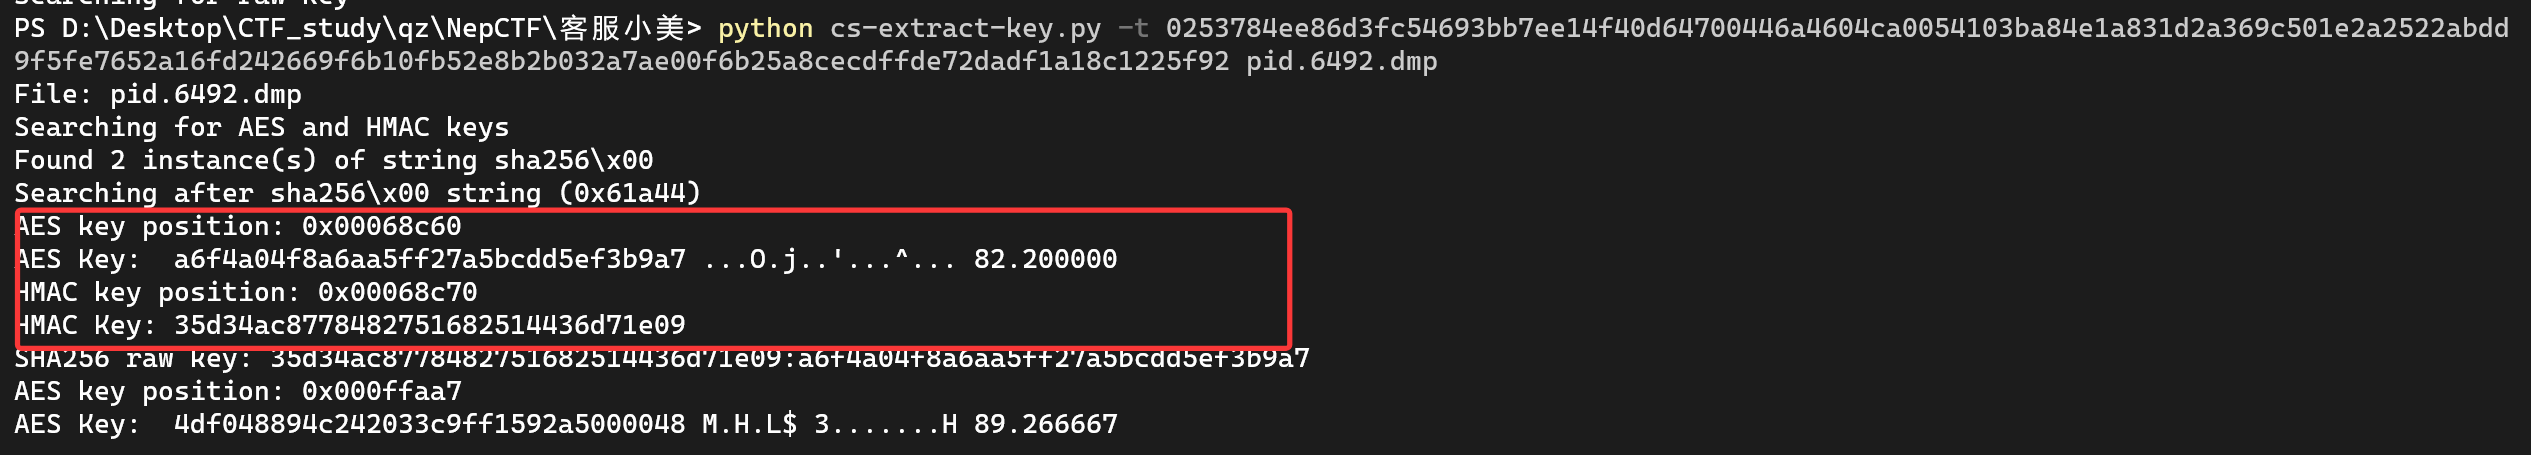 Searching for raw key
PS D:\Desktop\CTF_study\qz\NepCTF\客服小美> python cs-extract-key.py -t 0253784ee86d3fc54693bb7ee14f40d64700446a4604ca0054103ba84e1a831d2a369c501e2a2522abdd
9f5fe7652a16fd242669f6b10fb52e8b2b032a7ae00f6b25a8cecdffde72dadf1a18c1225f92 pid.6492.dmp
File: pid.6492.dmp
Searching for AES and HMAC keys
Found 2 instance(s) of string sha256\x00
Searching after sha256\x00 string (0x61a44)
AES key position: 0x00068c60
AES Key:  a6f4a04f8a6aa5ff27a5bcdd5ef3b9a7 ...O.j..'...^... 82.200000
HMAC key position: 0x00068c70
HMAC Key: 35d34ac8778482751682514436d71e09
SHA256 raw key: 35d34ac8778482751682514436d71e09:a6f4a04f8a6aa5ff27a5bcdd5ef3b9a7
AES key position: 0x000ffaa7
AES Key:  4df048894c242033c9ff1592a5000048 M.H.L$ 3.......H 89.266667